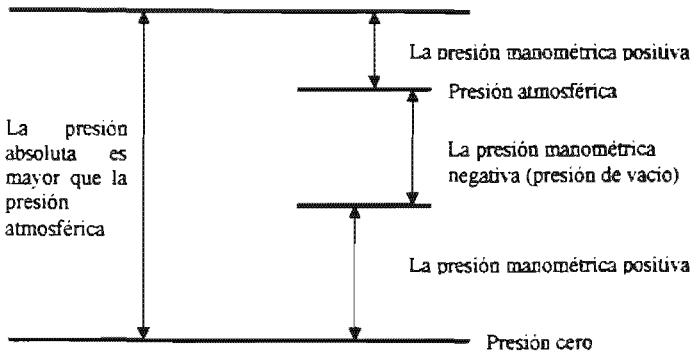 La presión manométrica positiva
Presión atmosférica
La presión
absoluta es
mayor que la
presión
atmosférica
La presión manométrica
negativa (presión de vacío)
La presión manométrica positiva
Presión cero